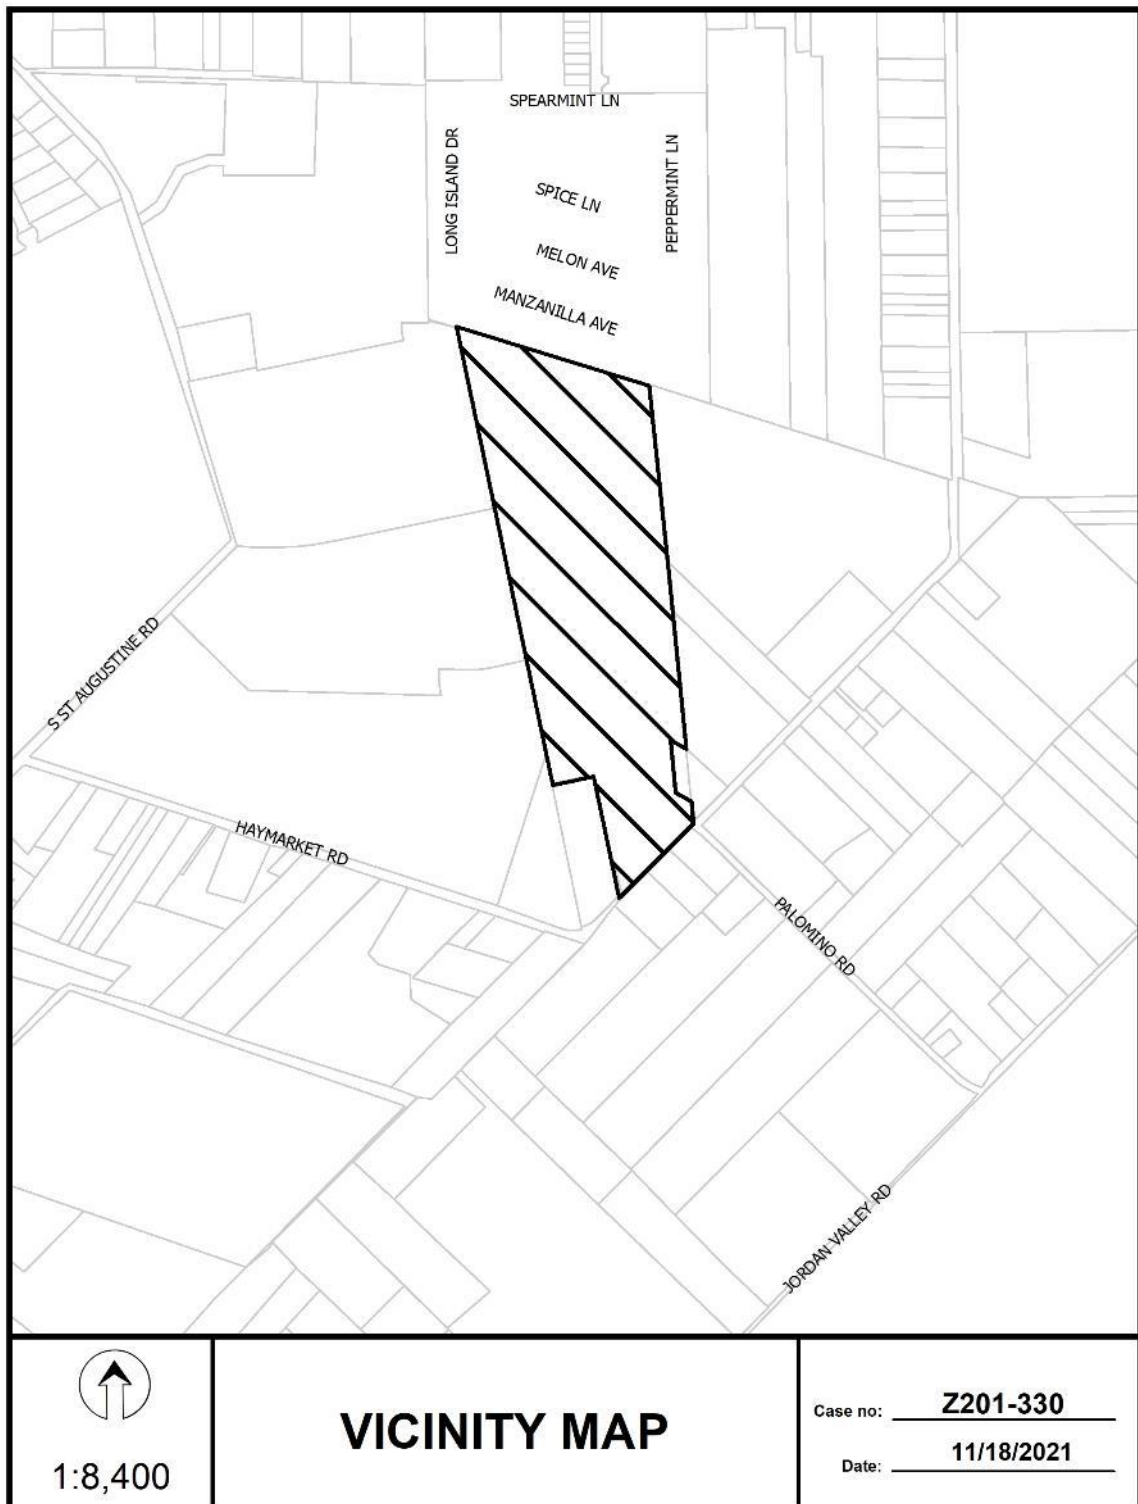 SPEARMINT LN
LONG ISLAND DR
PEPPERMINT LN
SPICE LN
MELON AVE
MANZANILLA AVE
S ST AUGUSTINE RD
HAYMARKET RD
PALOMINO RD
JORDAN VALLEY RD
1:8,400
VICINITY MAP
Case no: Z201-330
Date: 11/18/2021